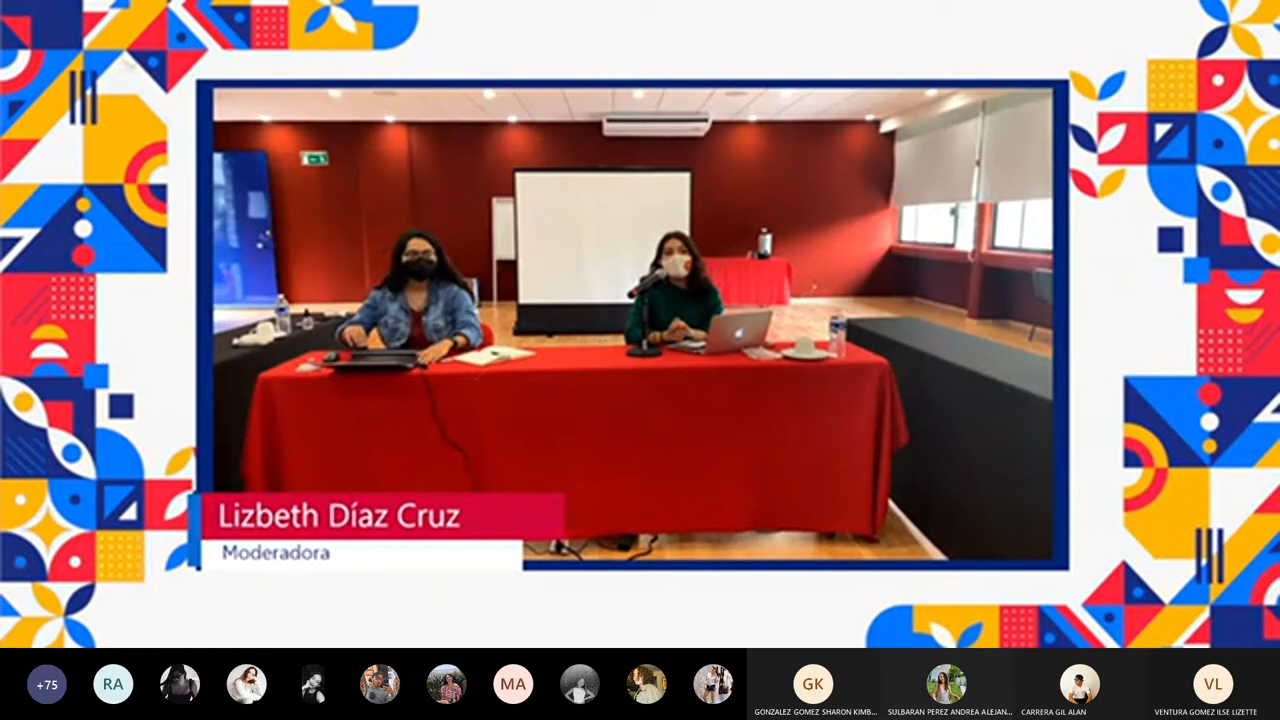 Lizbeth Díaz Cruz
Moderadora
+75
RA
MA
GK
VL
GONZALEZ GOMEZ SHARON KIMB...
SULBARAN PEREZ ANDREA ALEJAN...
CARRERA GIL ALAN
VENTURA GOMEZ ILSE LIZETTE